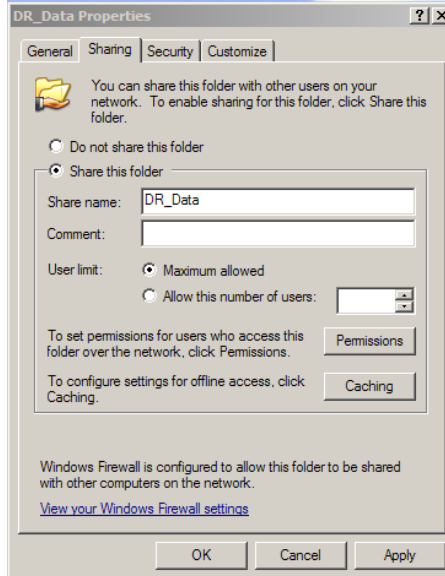 DR_Data Properties
General Sharing Security Customize
You can share this folder with other users on your
network. To enable sharing for this folder, click Share this
folder.
Do not share this folder
Share this folder
Share name: DR_Data
Comment:
User limit: Maximum allowed
Allow this number of users:
To set permissions for users who access this
folder over the network, click Permissions.
Permissions
To configure settings for offline access, click
Caching.
Caching
Windows Firewall is configured to allow this folder to be shared
with other computers on the network.
View your Windows Firewall settings
OK Cancel Apply